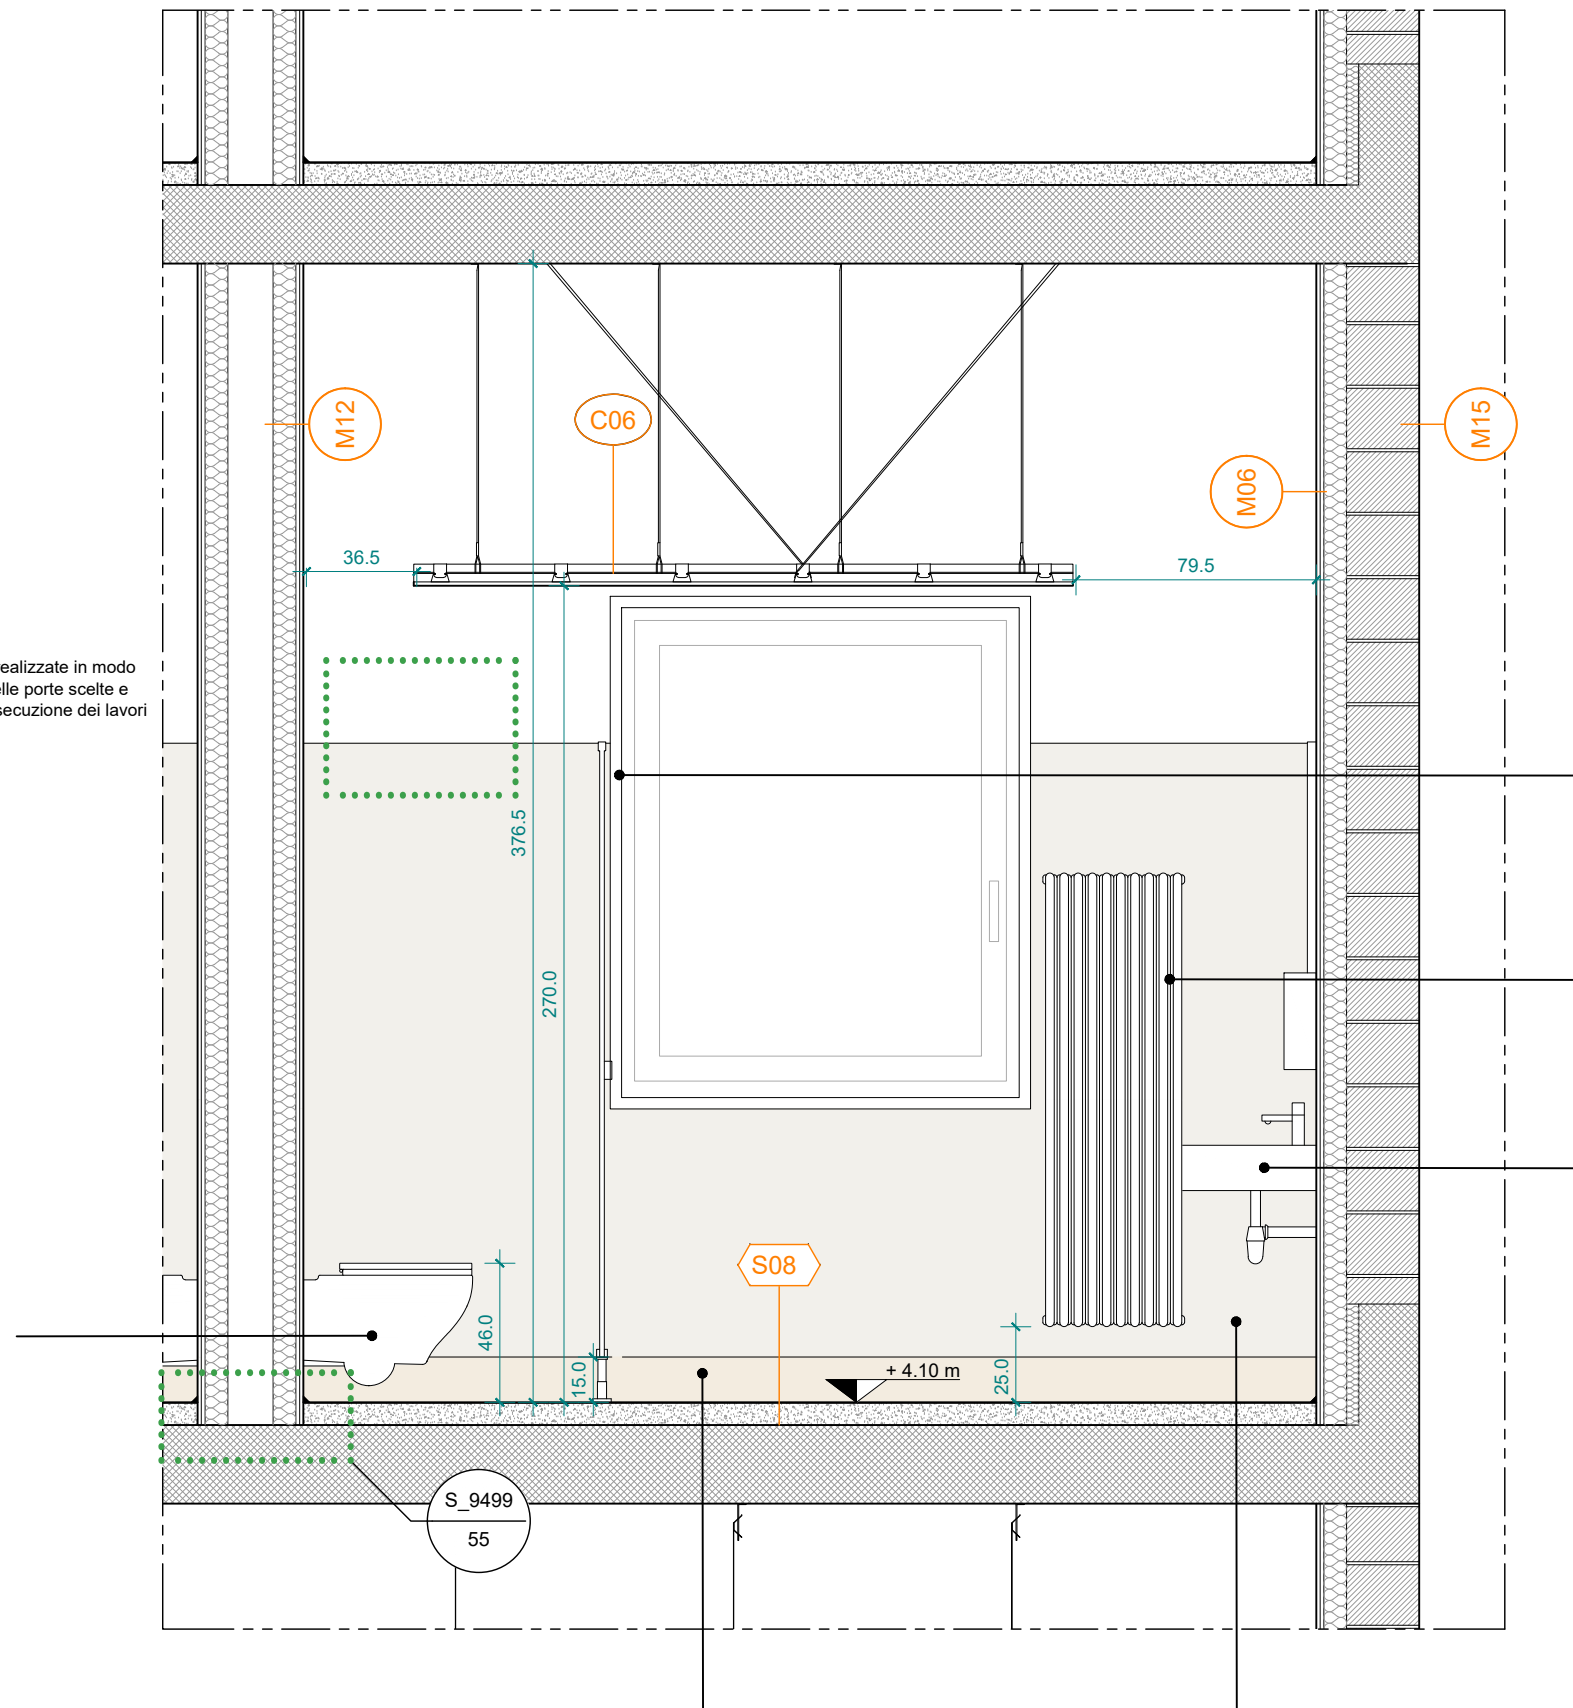 M12
C06
M15
M06
36.5
79.5
ealizzate in modo
elle porte scelte e
secuzione dei lavori
376.5
270.0
S08
46.0
15.0
+ 4.10 m
25.0
S_9499
55